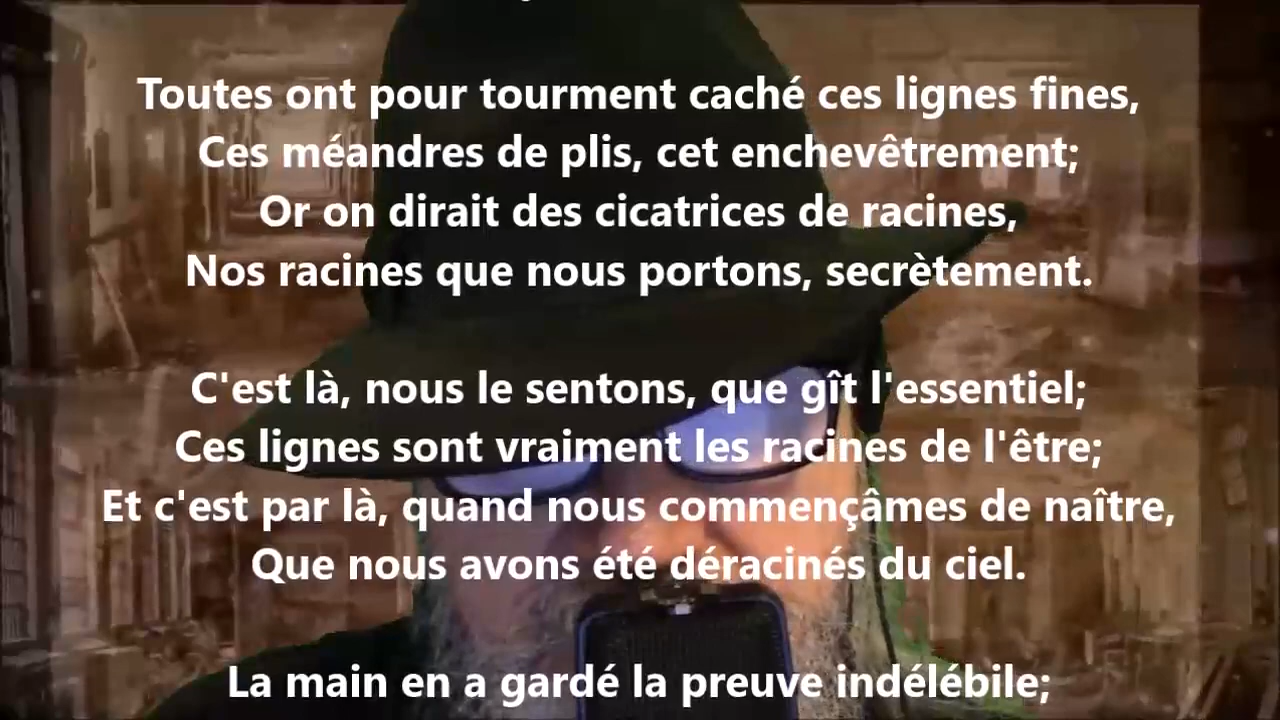 Toutes ont pour tourment caché ces lignes fines,
Ces méandres de plis, cet enchevêtrement;
Or on dirait des cicatrices de racines,
Nos racines que nous portons, secrètement.
C'est là, nous le sentons, que gît l'essentiel;
Ces lignes sont vraiment les racines de l'être;
Et c'est par là, quand nous commençâmes de naître,
Que nous avons été déracinés du ciel.
La main en a gardé la preuve indélébile;